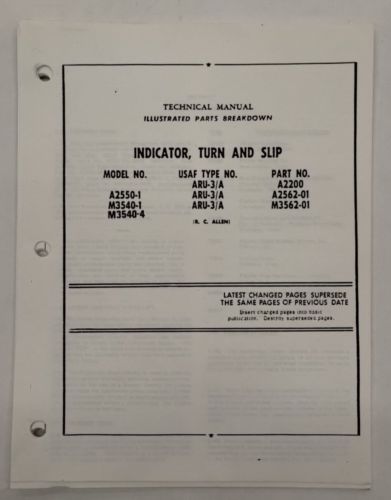 TECHNICAL MANUAL
ILLUSTRATED PARTS BREAKDOWN
INDICATOR, TURN AND SLIP
MODEL NO. USAF TYPE NO. PART NO.
ARU-3/A A2200
A2550-1 ARU-3/A A2562-01
M3540-1 ARU-3/A M3562-01
M3540-4
(R. C. ALLEN)
LATEST CHANGED PAGES SUPERSEDE
THE SAME PAGES OF PREVIOUS DATE
Insert changed pages into basic
publication. Destroy superseded pages.